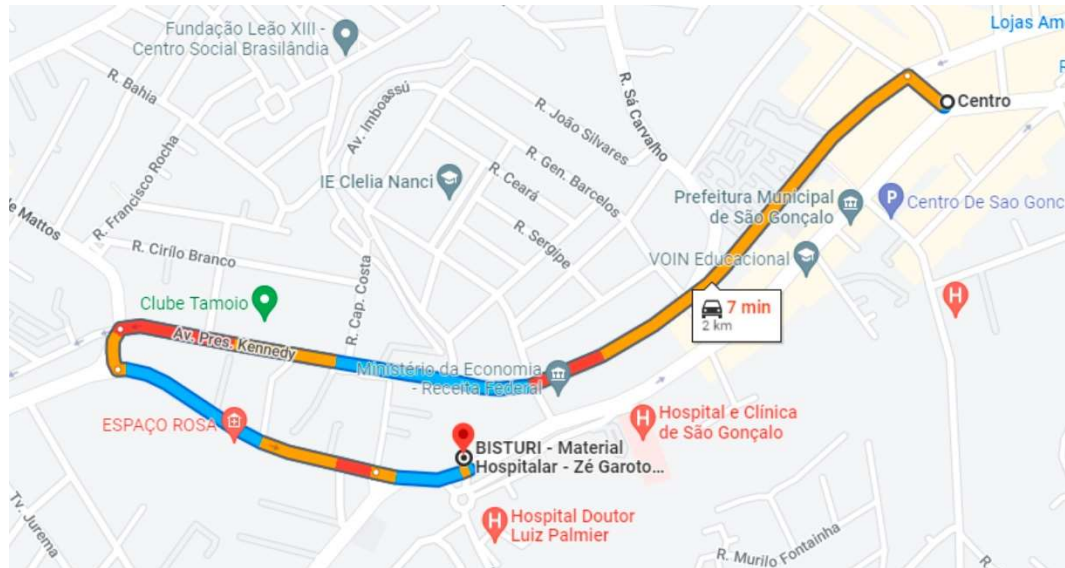 Fundação Leão XIII -
Centro Social Brasilândia
Lojas Am
R. Bahia
Av. Imboassú
R. Sá Carvalho
Centro
R. João Silvares
R. Francisco Rocha
IE Clelia Nanci
R. Gen. Barcelos
R. Ceará
Prefeitura Municipal
de São Gonçalo
P
Centro De Sao Gonc
e Mattos
R. Cirílo Branco
R. Sergipe
VOIN Educacional
Clube Tamoio
R. Cap. Costa
H
7 min
2 km
Av. Pres. Kennedy
Ministério da Economia
- Receita Federal
ESPAÇO ROSA
H
Hospital e Clínica
de São Gonçalo
BISTURI - Material
Hospitalar - Zé Garoto...
Tv. Jurema
H
Hospital Doutor
Luiz Palmier
R. Murilo Fontainha
R.